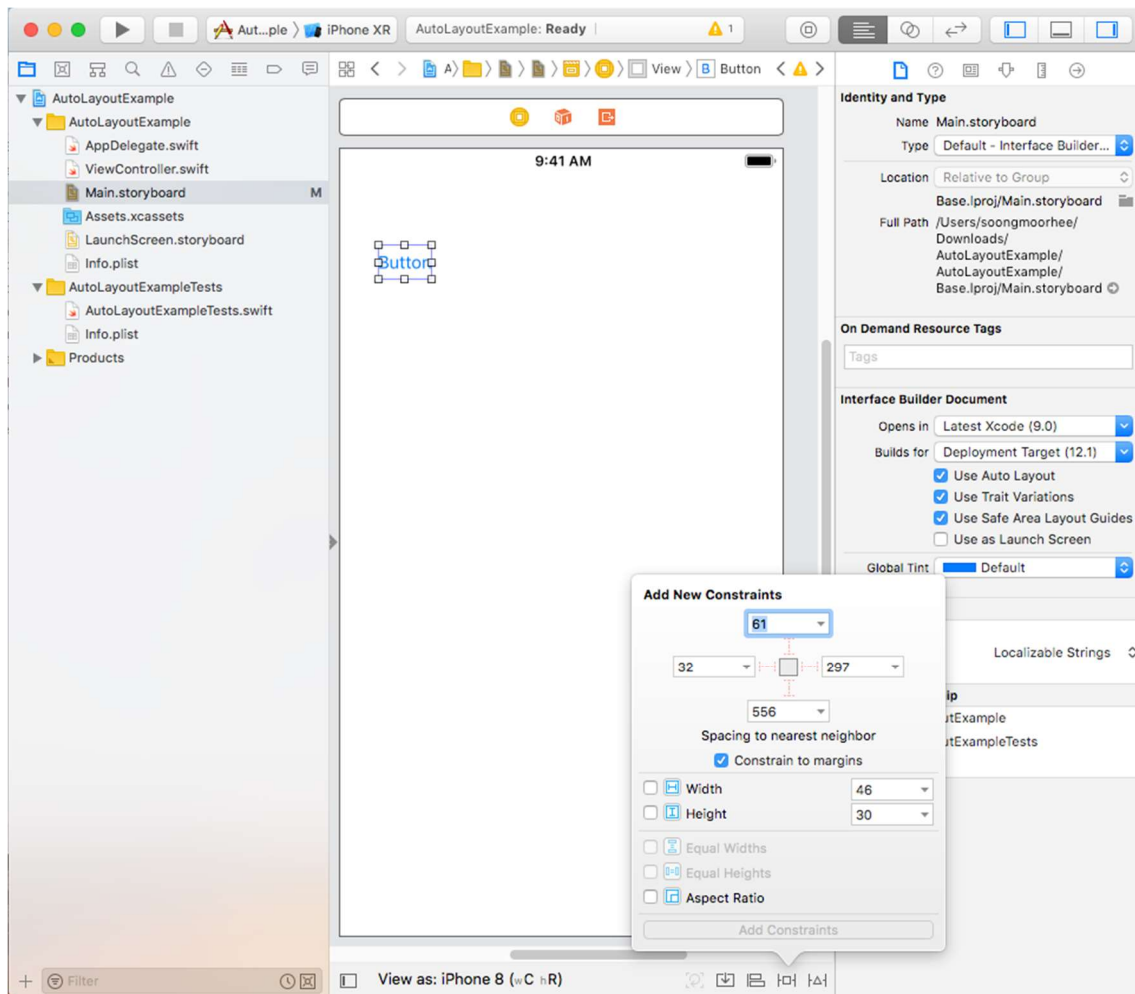 Aut...ple 〉 iPhone XR
AutoLayoutExample: Ready
1
A〉 〉 〉 〉 〉 〉 View 〉 B Button
AutoLayoutExample
AutoLayoutExample
AppDelegate.swift
ViewController.swift
Main.storyboard M
Assets.xcassets
LaunchScreen.storyboard
Info.plist
AutoLayoutExampleTests
AutoLayoutExampleTests.swift
Info.plist
Products
Filter
9:41 AM
Button
View as: iPhone 8 (wC hR)
Identity and Type
Name Main.storyboard
Type Default - Interface Builder...
Location Relative to Group
Base.lproj/Main.storyboard
Full Path /Users/soongmoorhee/
Downloads/
AutoLayoutExample/
AutoLayoutExample/
Base.lproj/Main.storyboard
On Demand Resource Tags
Tags
Interface Builder Document
Opens in Latest Xcode (9.0)
Builds for Deployment Target (12.1)
Use Auto Layout
Use Trait Variations
Use Safe Area Layout Guides
Use as Launch Screen
Global Tint Default
Localizable Strings
ip
utExample
utExampleTests
Add New Constraints
61
32 297
556
Spacing to nearest neighbor
Constrain to margins
Width 46
Height 30
Equal Widths
Equal Heights
Aspect Ratio
Add Constraints